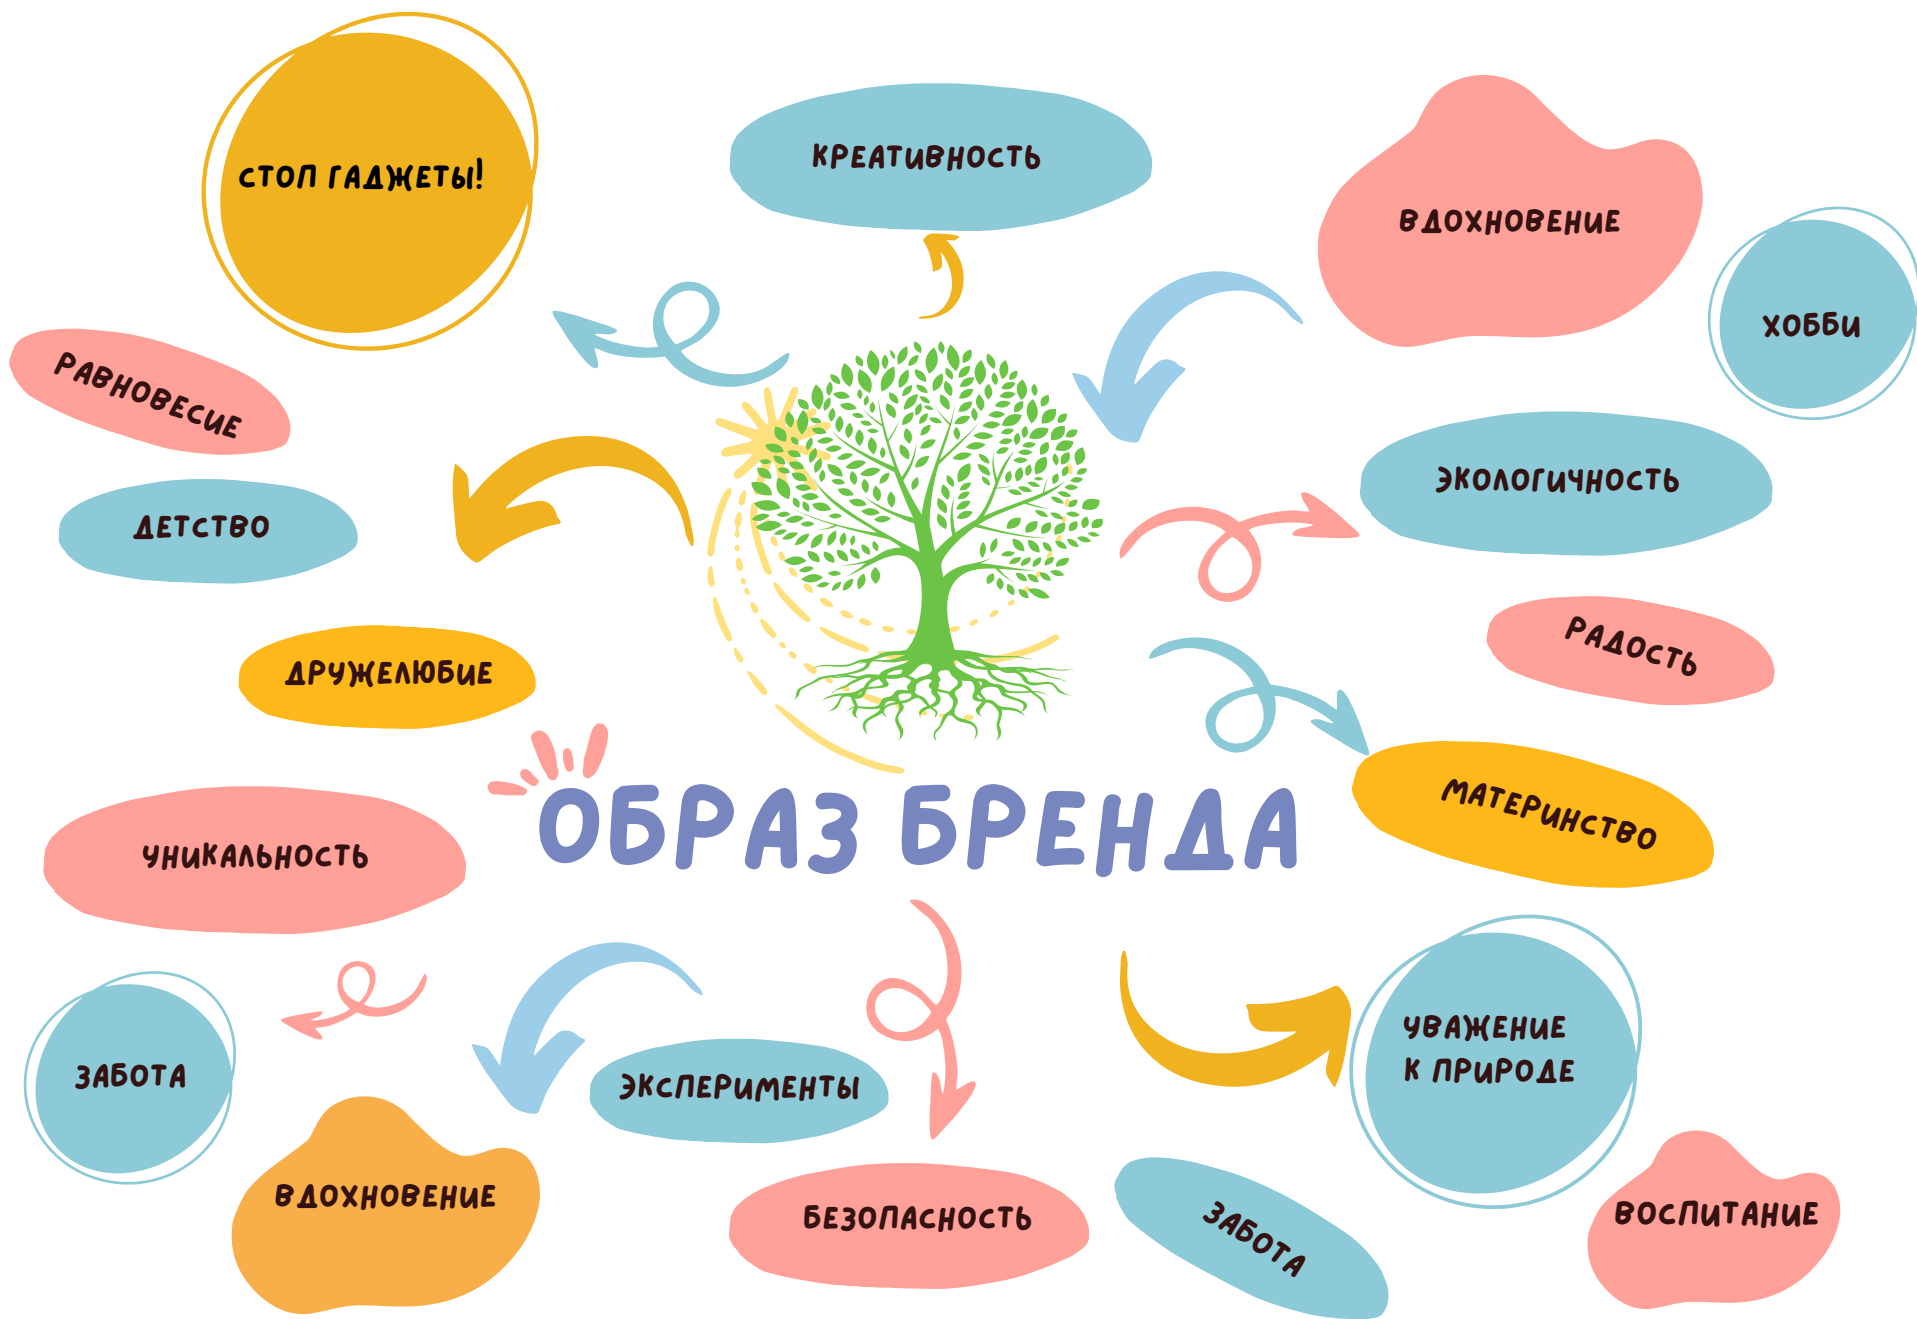 СТОП ГАДЖЕТЫ!
КРЕАТИВНОСТЬ
ВДОХНОВЕНИЕ
ХОББИ
РАВНОВЕСИЕ
ЭКОЛОГИЧНОСТЬ
ДЕТСТВО
РАДОСТЬ
ДРУЖЕЛЮБИЕ
МАТЕРИНСТВО
ОБРАЗ БРЕНДА
УНИКАЛЬНОСТЬ
УВАЖЕНИЕ
К ПРИРОДЕ
ЗАБОТА
ЭКСПЕРИМЕНТЫ
ВДОХНОВЕНИЕ
БЕЗОПАСНОСТЬ
ЗАБОТА
ВОСПИТАНИЕ